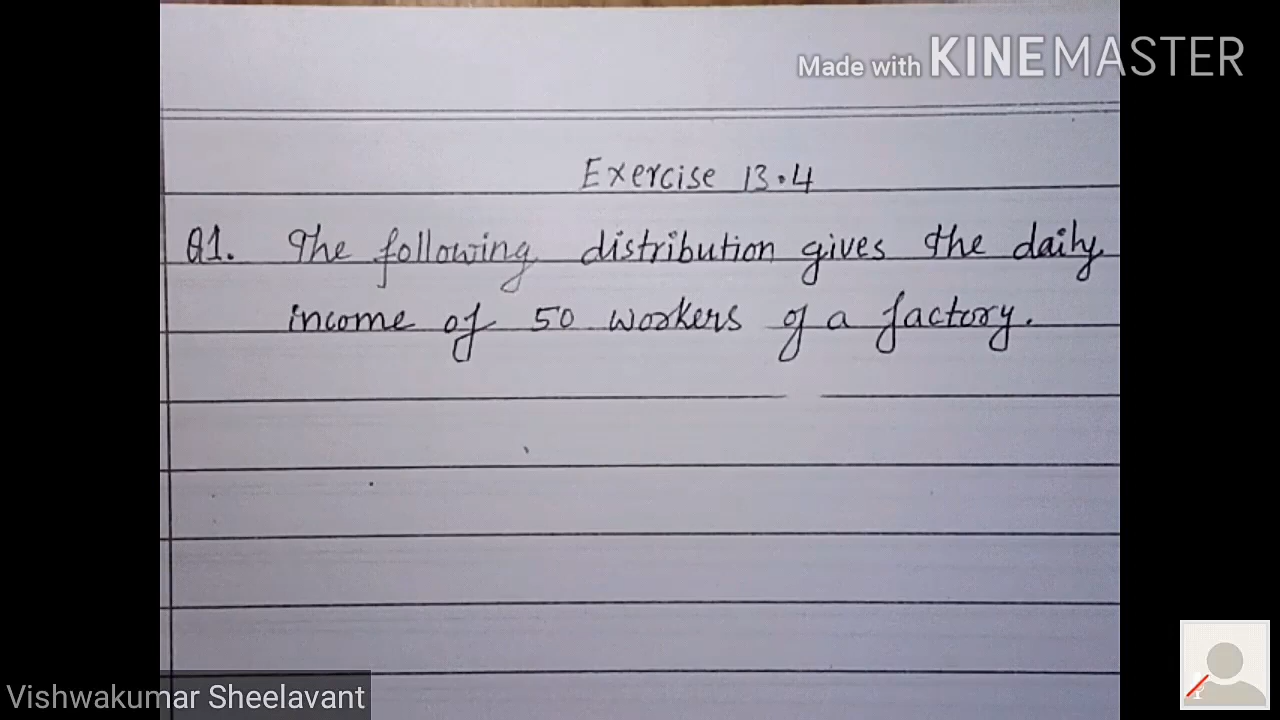 Made with KINEMASTER
Exercise 13.4
Q1. The following distribution gives the daily
income of 50 workers of a factory.
Vishwakumar Sheelavant